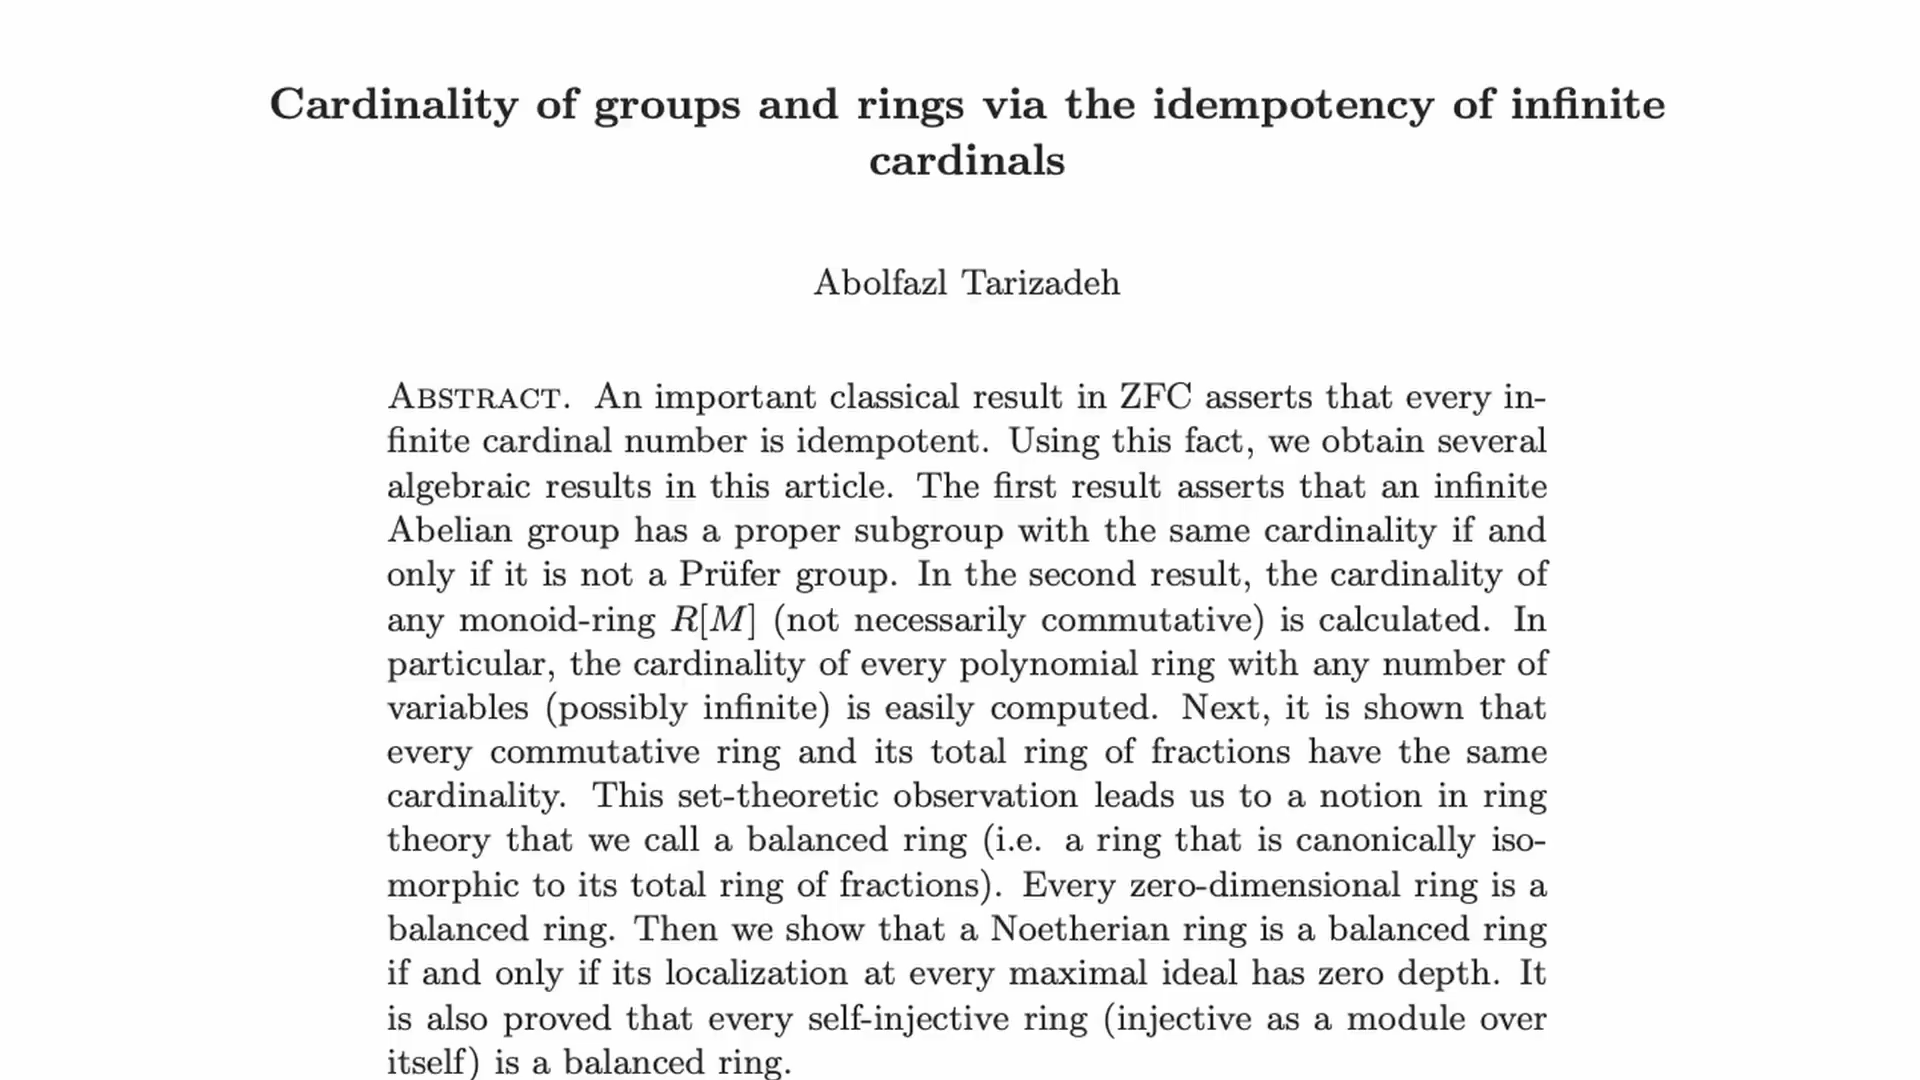 Cardinality of groups and rings via the idempotency of infinite
cardinals
Abolfazl Tarizadeh
Abstract. An important classical result in ZFC asserts that every in-
finite cardinal number is idempotent. Using this fact, we obtain several
algebraic results in this article. The first result asserts that an infinite
Abelian group has a proper subgroup with the same cardinality if and
only if it is not a Prüfer group. In the second result, the cardinality of
any monoid-ring R[M] (not necessarily commutative) is calculated. In
particular, the cardinality of every polynomial ring with any number of
variables (possibly infinite) is easily computed. Next, it is shown that
every commutative ring and its total ring of fractions have the same
cardinality. This set-theoretic observation leads us to a notion in ring
theory that we call a balanced ring (i.e. a ring that is canonically iso-
morphic to its total ring of fractions). Every zero-dimensional ring is a
balanced ring. Then we show that a Noetherian ring is a balanced ring
if and only if its localization at every maximal ideal has zero depth. It
is also proved that every self-injective ring (injective as a module over
itself) is a balanced ring.